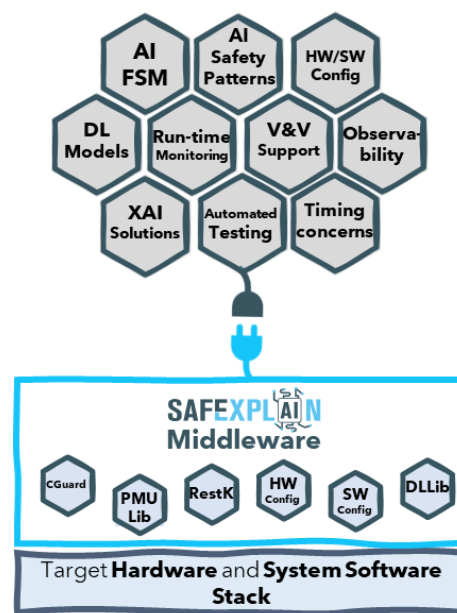 AI
FSM
AI
Safety
Patterns
HW/SW
Config
DL
Models
Run-time
Monitoring
V&V
Support
Observa-
bility
XAI
Solutions
Automated
Testing
Timing
concerns
SAFEXPLAIN
Middleware
CGuard
PMU
Lib
RestK
HW
Config
SW
Config
DLLib
Target Hardware and System Software
Stack